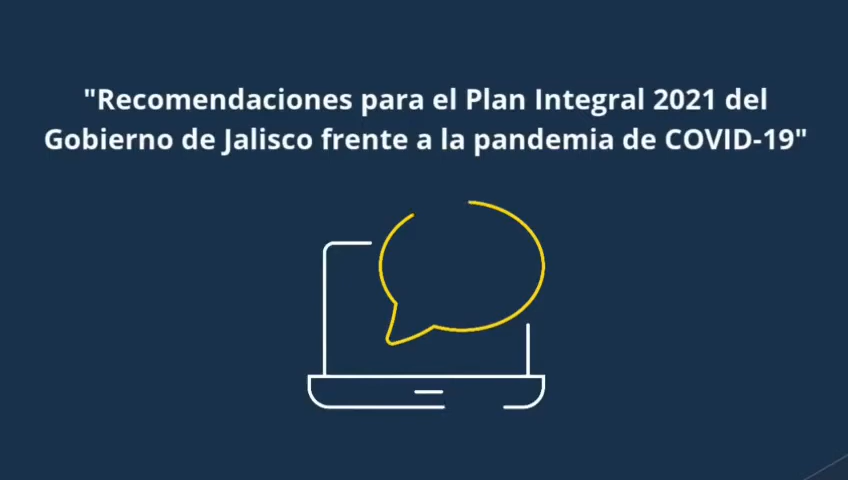 "Recomendaciones para el Plan Integral 2021 del
Gobierno de Jalisco frente a la pandemia de COVID-19"